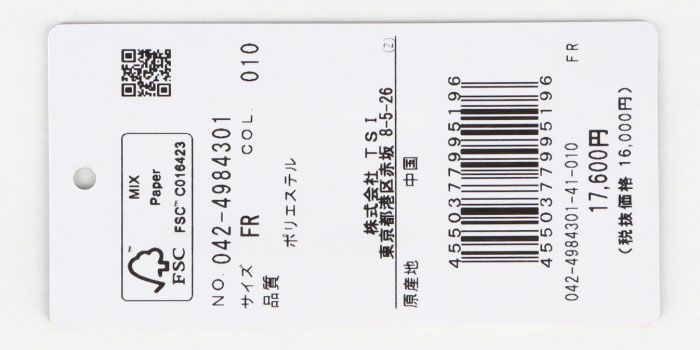 MIX
Paper
FSC™ C016423
FSC
NO. 042-4984301 COL. 010
サイズ FR
品質 ポリエステル
株式会社 TSI
東京都港区赤坂 8-5-26 (Z)
原産地 中国
4550377995196
4550377995196
042-4984301-41-010 FR
17,600円
(税抜価格 16,000円)